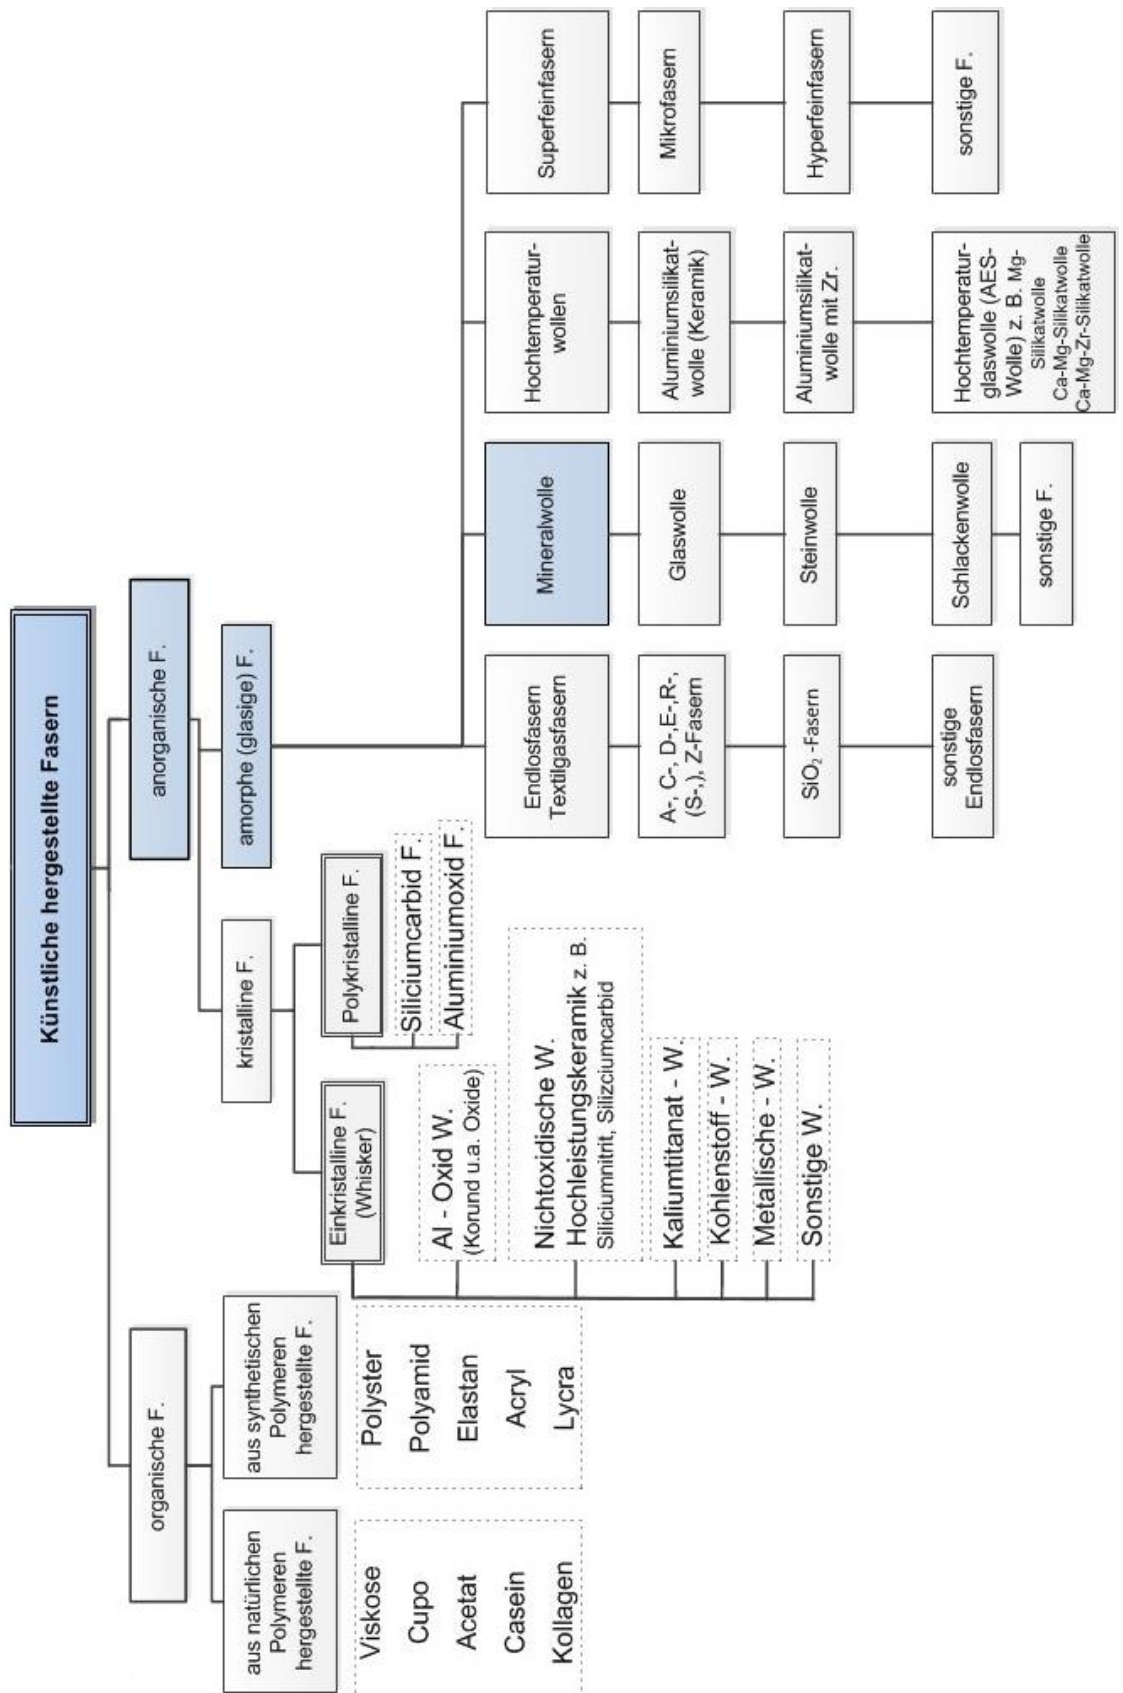 Künstliche hergestellte Fasern
organische F.
anorganische F.
aus natürlichen
Polymeren
hergestellte F.
aus synthetischen
Polymeren
hergestellte F.
kristalline F.
amorphe (glasige) F.
Viskose
Cupo
Acetat
Casein
Kollagen
Polyster
Polyamid
Elastan
Acryl
Lycra
Einkristalline F.
(Whisker)
Al - Oxid W.
(Korund u.a. Oxide)
Nichtoxidische W.
Hochleistungskeramik z. B.
Siliciumnitrit, Silizciumcarbid
Kaliumtitanat - W.
Kohlenstoff - W.
Metallische - W.
Sonstige W.
Polykristalline F.
Siliciumcarbid F.
Aluminiumoxid F.
Endlosfasern
Textilgasfasern
A-, C-, D-,E-,R-,
(S-,), Z-Fasern
SiO₂ -Fasern
sonstige
Endlosfasern
Mineralwolle
Glaswolle
Steinwolle
Schlackenwolle
sonstige F.
Hochtemperatur-
wollen
Aluminiumsilikat-
wolle (Keramik)
Aluminiumsilikat-
wolle mit Zr.
Hochtemperatur-
glaswolle (AES-
Wolle) z. B. Mg-
Silikatwolle
Ca-Mg-Silikatwolle
Ca-Mg-Zr-Silikatwolle
Superfeinfasern
Mikrofasern
Hyperfeinfasern
sonstige F.